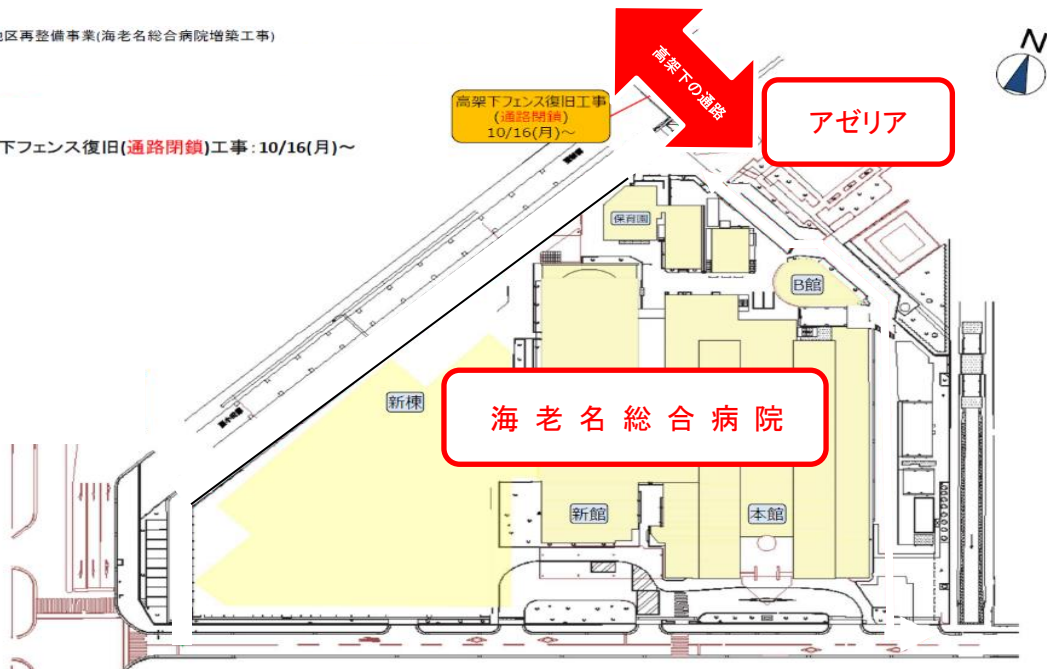 区再整備事業(海老名総合病院増築工事)
N
高架下の通路
高架下フェンス復旧工事
(通路閉鎖)
10/16(月)～
アゼリア
下フェンス復旧(通路閉鎖)工事:10/16(月)～
保育園
B館
新棟
海老名総合病院
新館
本館